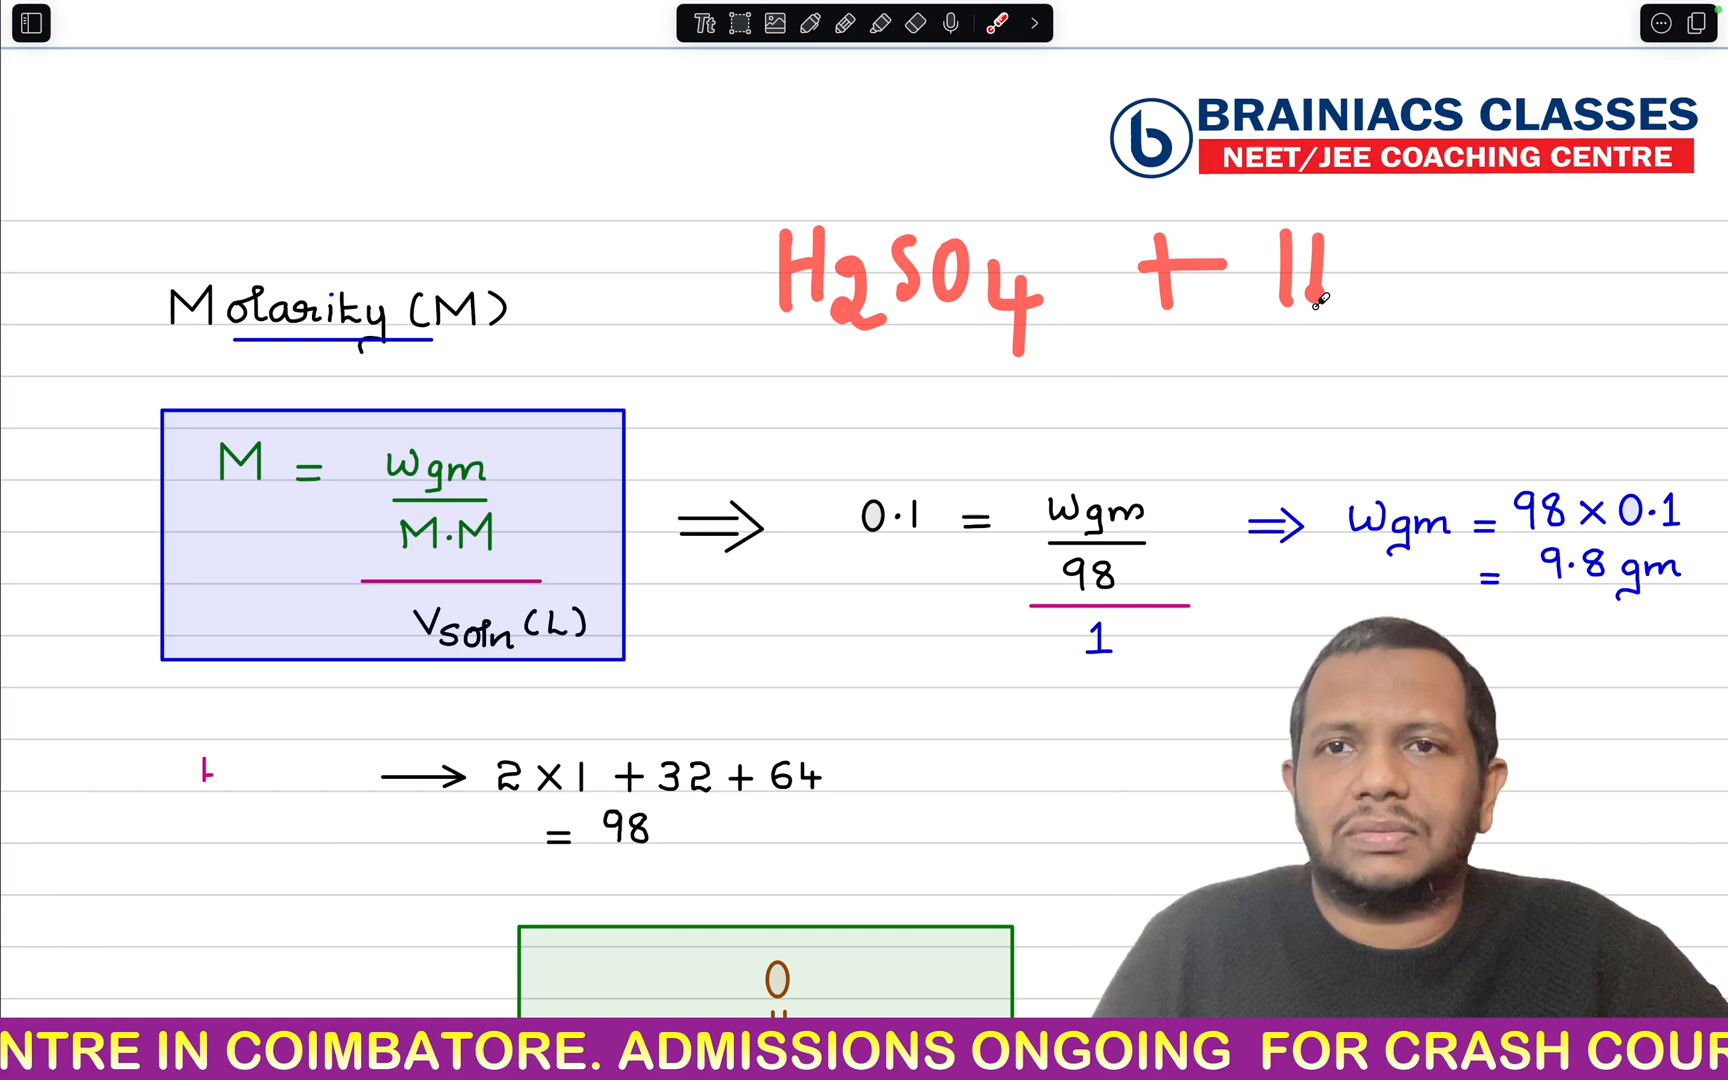 Tt
b BRAINIACS CLASSES
NEET/JEE COACHING CENTRE
H2SO4 +
Molarity (M)
M = Wgm / M.M / Vsoln (L)
⟹ 0.1 = Wgm / 98 / 1
⟹ Wgm = 98 × 0.1
= 9.8 gm
⟶ 2 × 1 + 32 + 64
= 98
O
NTRE IN COIMBATORE. ADMISSIONS ONGOING FOR CRASH COUR